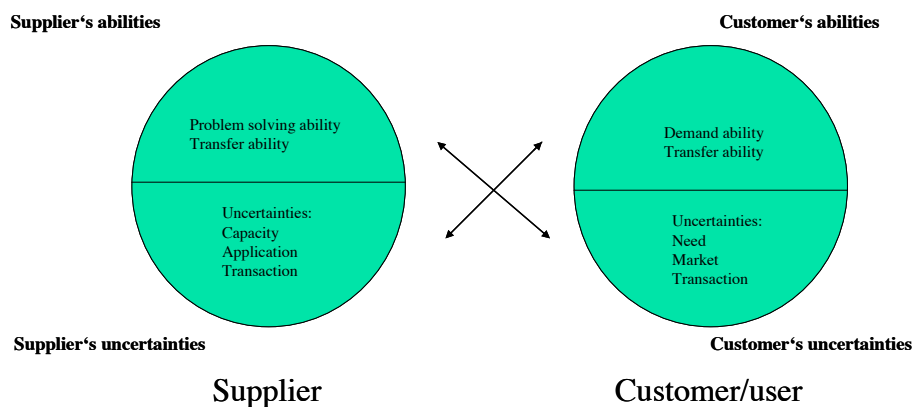 Supplier‘s abilities
Customer‘s abilities
Problem solving ability
Transfer ability
Demand ability
Transfer ability
Uncertainties:
Capacity
Application
Transaction
Uncertainties:
Need
Market
Transaction
Supplier‘s uncertainties
Customer‘s uncertainties
Supplier
Customer/user